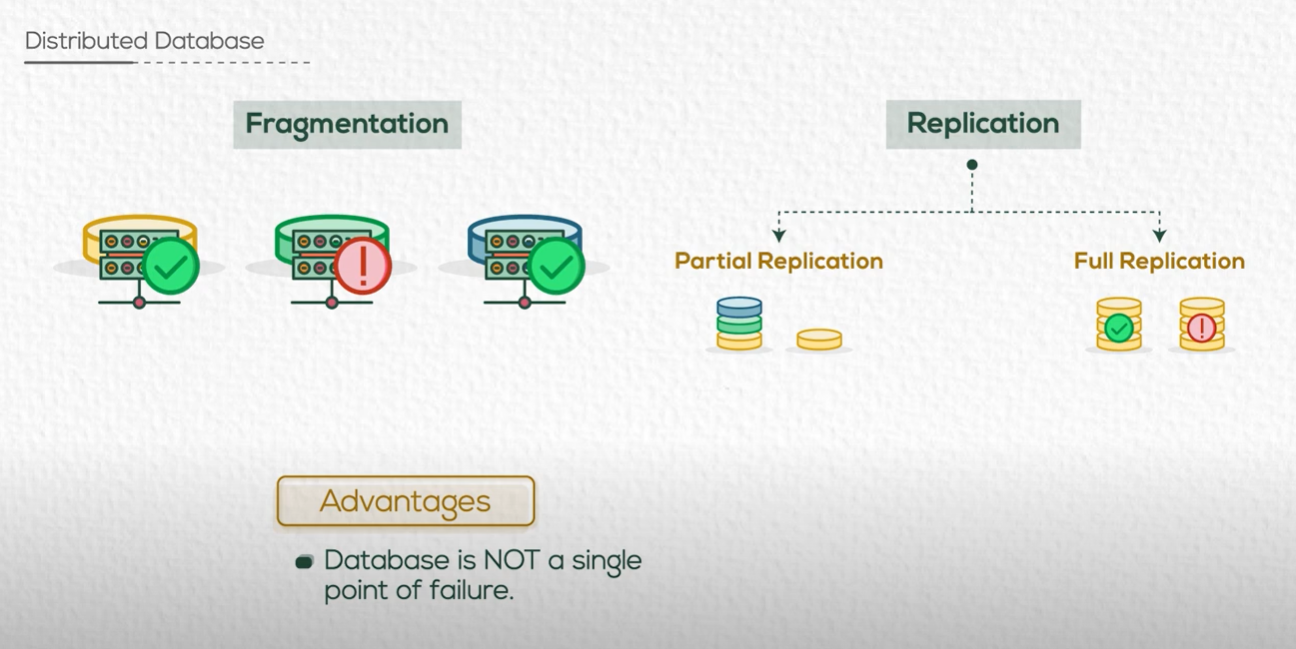 Distributed Database
Fragmentation
Replication
Partial Replication
Full Replication
Advantages
Database is NOT a single
point of failure.